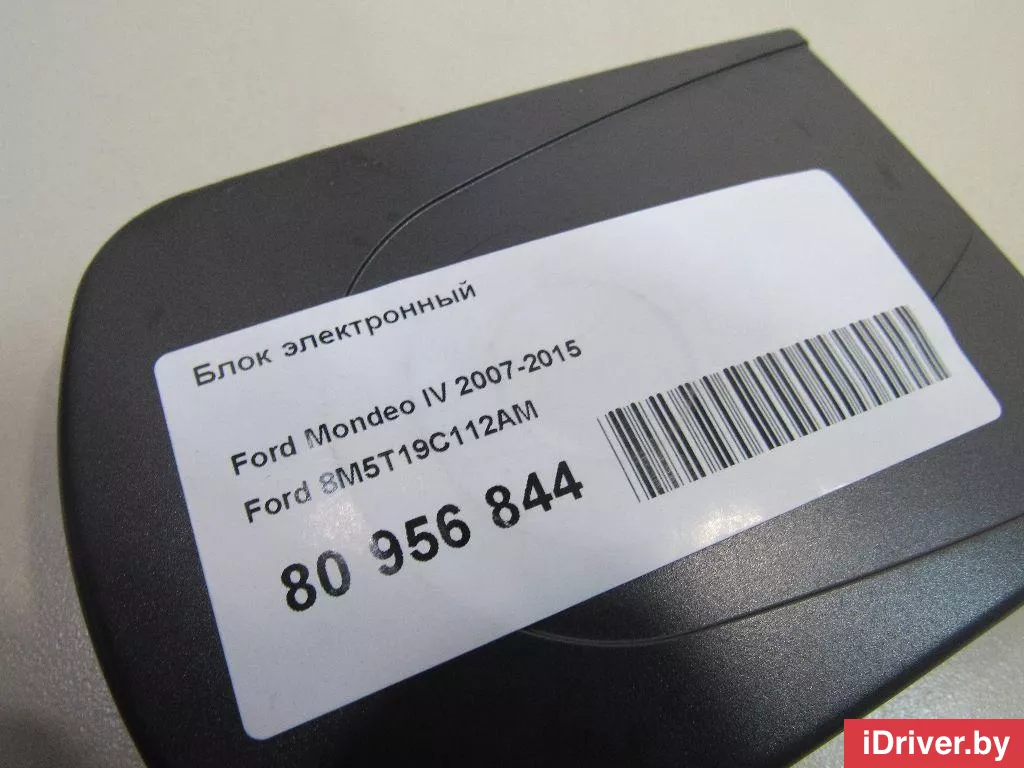 Блок электронный
Ford Mondeo IV 2007-2015
Ford 8M5T19C112AM
80 956 844
iDriver.by